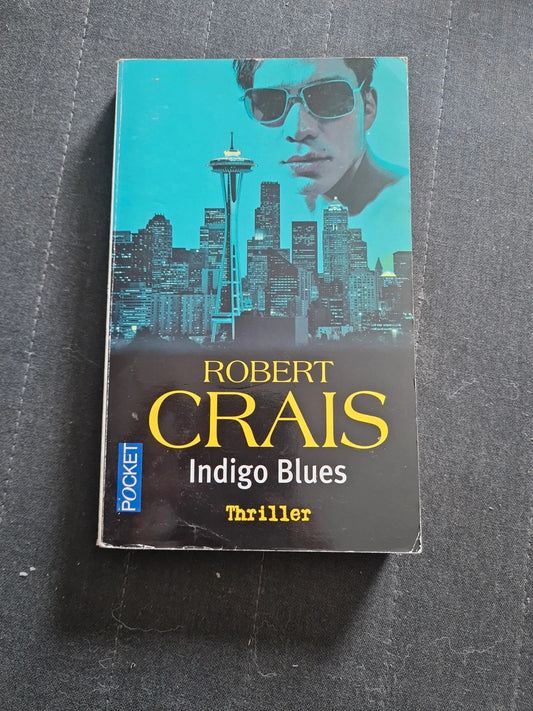 ROBERT
CRAIS
Indigo Blues
POCKET
Thriller